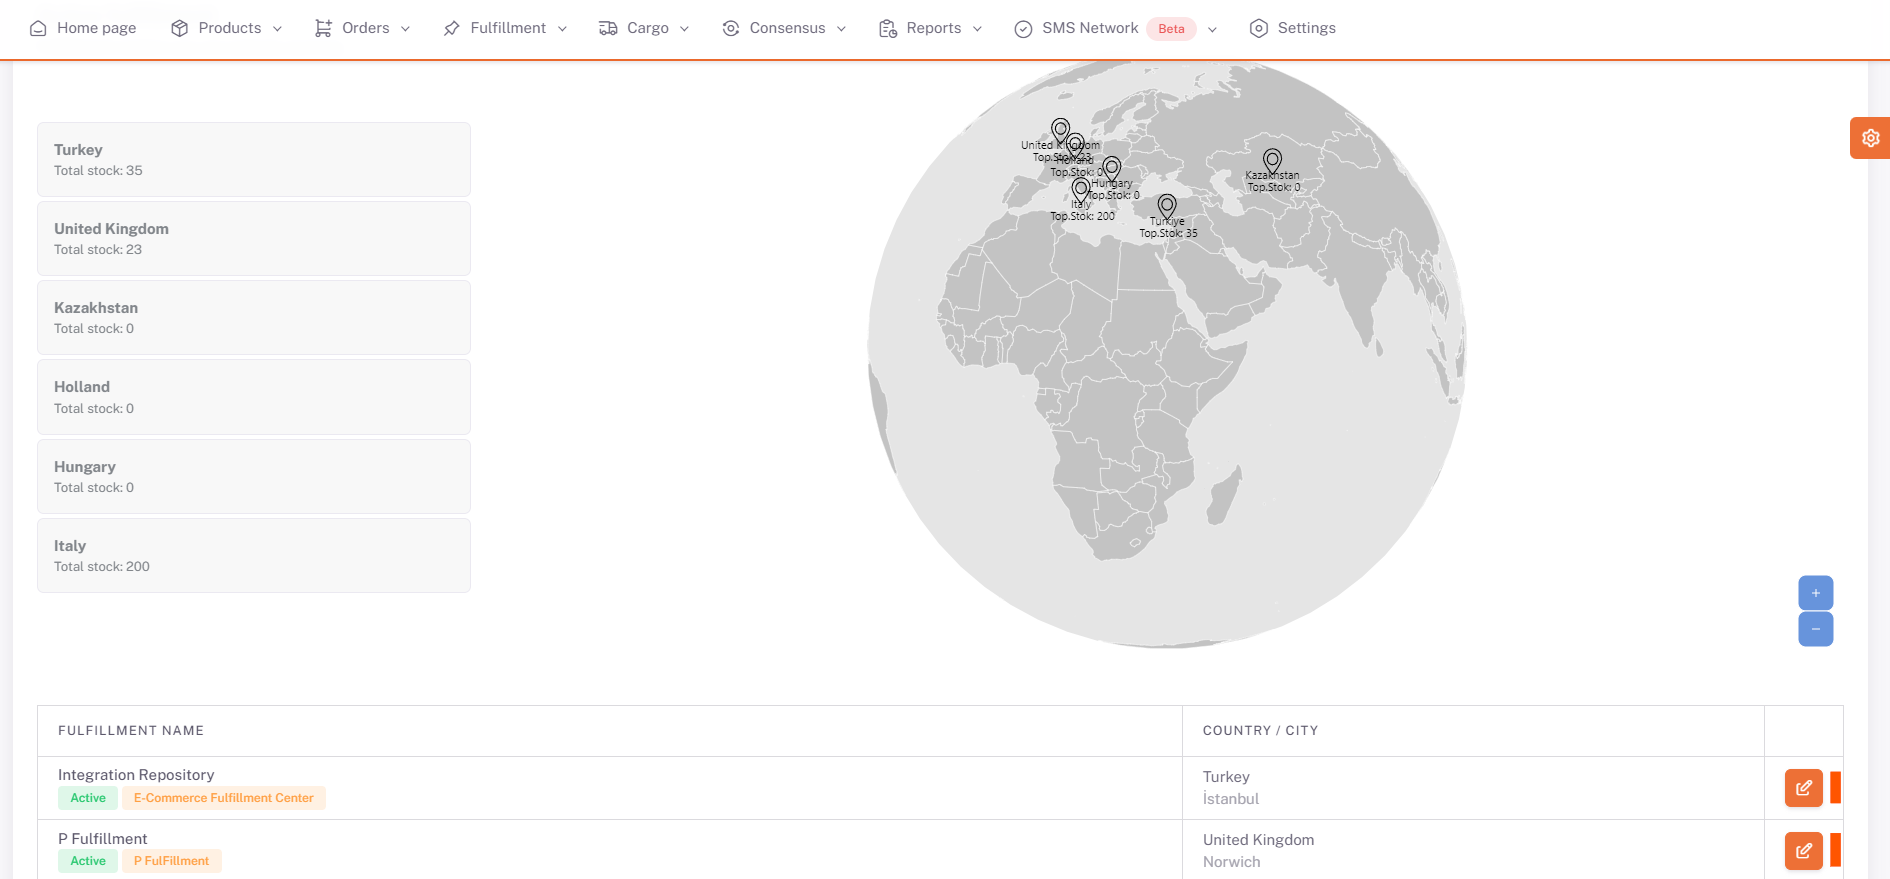 Home page
Products
Orders
Fulfillment
Cargo
Consensus
Reports
SMS Network Beta
Settings
Turkey
Total stock: 35
United Kingdom
Total stock: 23
Kazakhstan
Total stock: 0
Holland
Total stock: 0
Hungary
Total stock: 0
Italy
Total stock: 200
United Kingdom
Top.Stok: 23
Holland
Top.Stok: 0
Hungary
Top.Stok: 0
Italy
Top.Stok: 200
Türkiye
Top.Stok: 35
Kazakhstan
Top.Stok: 0
+
−
FULFILLMENT NAME
COUNTRY / CITY
Integration Repository
Active E-Commerce Fulfillment Center
Turkey
İstanbul
P Fulfillment
Active P FulFillment
United Kingdom
Norwich